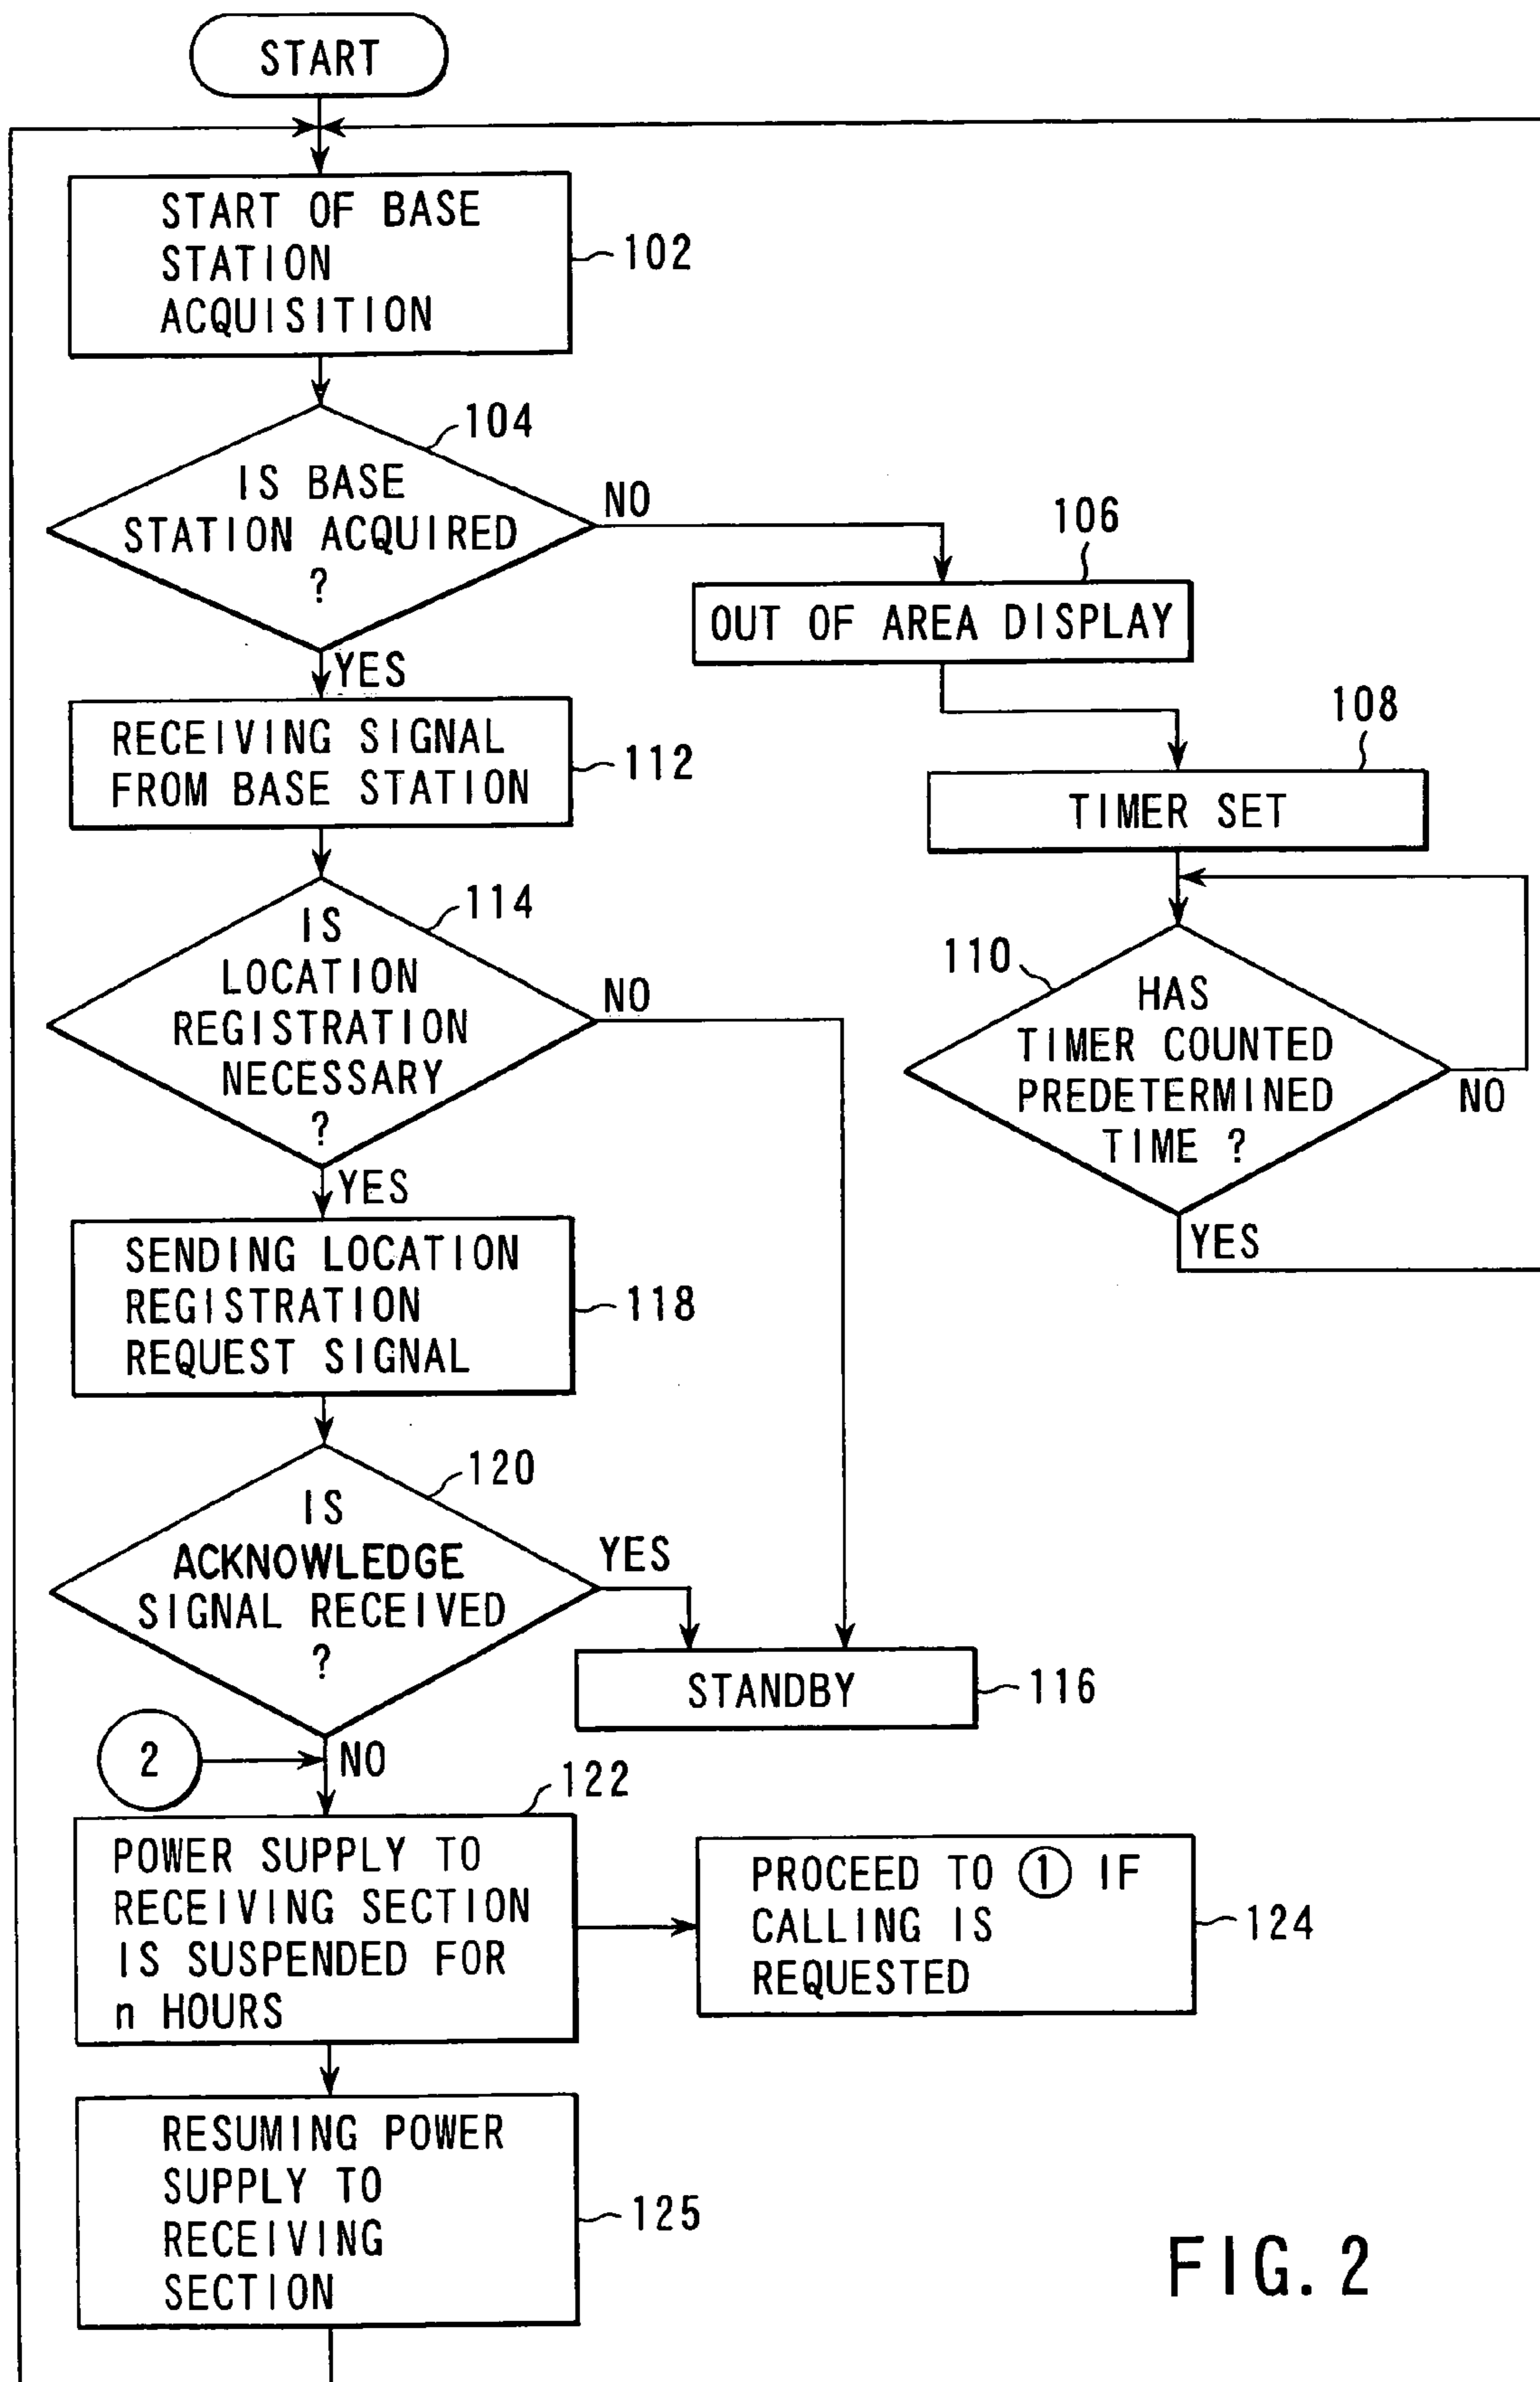 START
START OF BASE
STATION
ACQUISITION
102
104
IS BASE
STATION ACQUIRED
?
NO
YES
106
OUT OF AREA DISPLAY
108
TIMER SET
110
HAS
TIMER COUNTED
PREDETERMINED
TIME ?
NO
YES
RECEIVING SIGNAL
FROM BASE STATION
112
114
IS
LOCATION
REGISTRATION
NECESSARY
?
NO
YES
SENDING LOCATION
REGISTRATION
REQUEST SIGNAL
118
120
IS
ACKNOWLEDGE
SIGNAL RECEIVED
?
YES
STANDBY
116
2
NO
122
POWER SUPPLY TO
RECEIVING SECTION
IS SUSPENDED FOR
n HOURS
PROCEED TO ① IF
CALLING IS
REQUESTED
124
RESUMING POWER
SUPPLY TO
RECEIVING
SECTION
125
FIG. 2